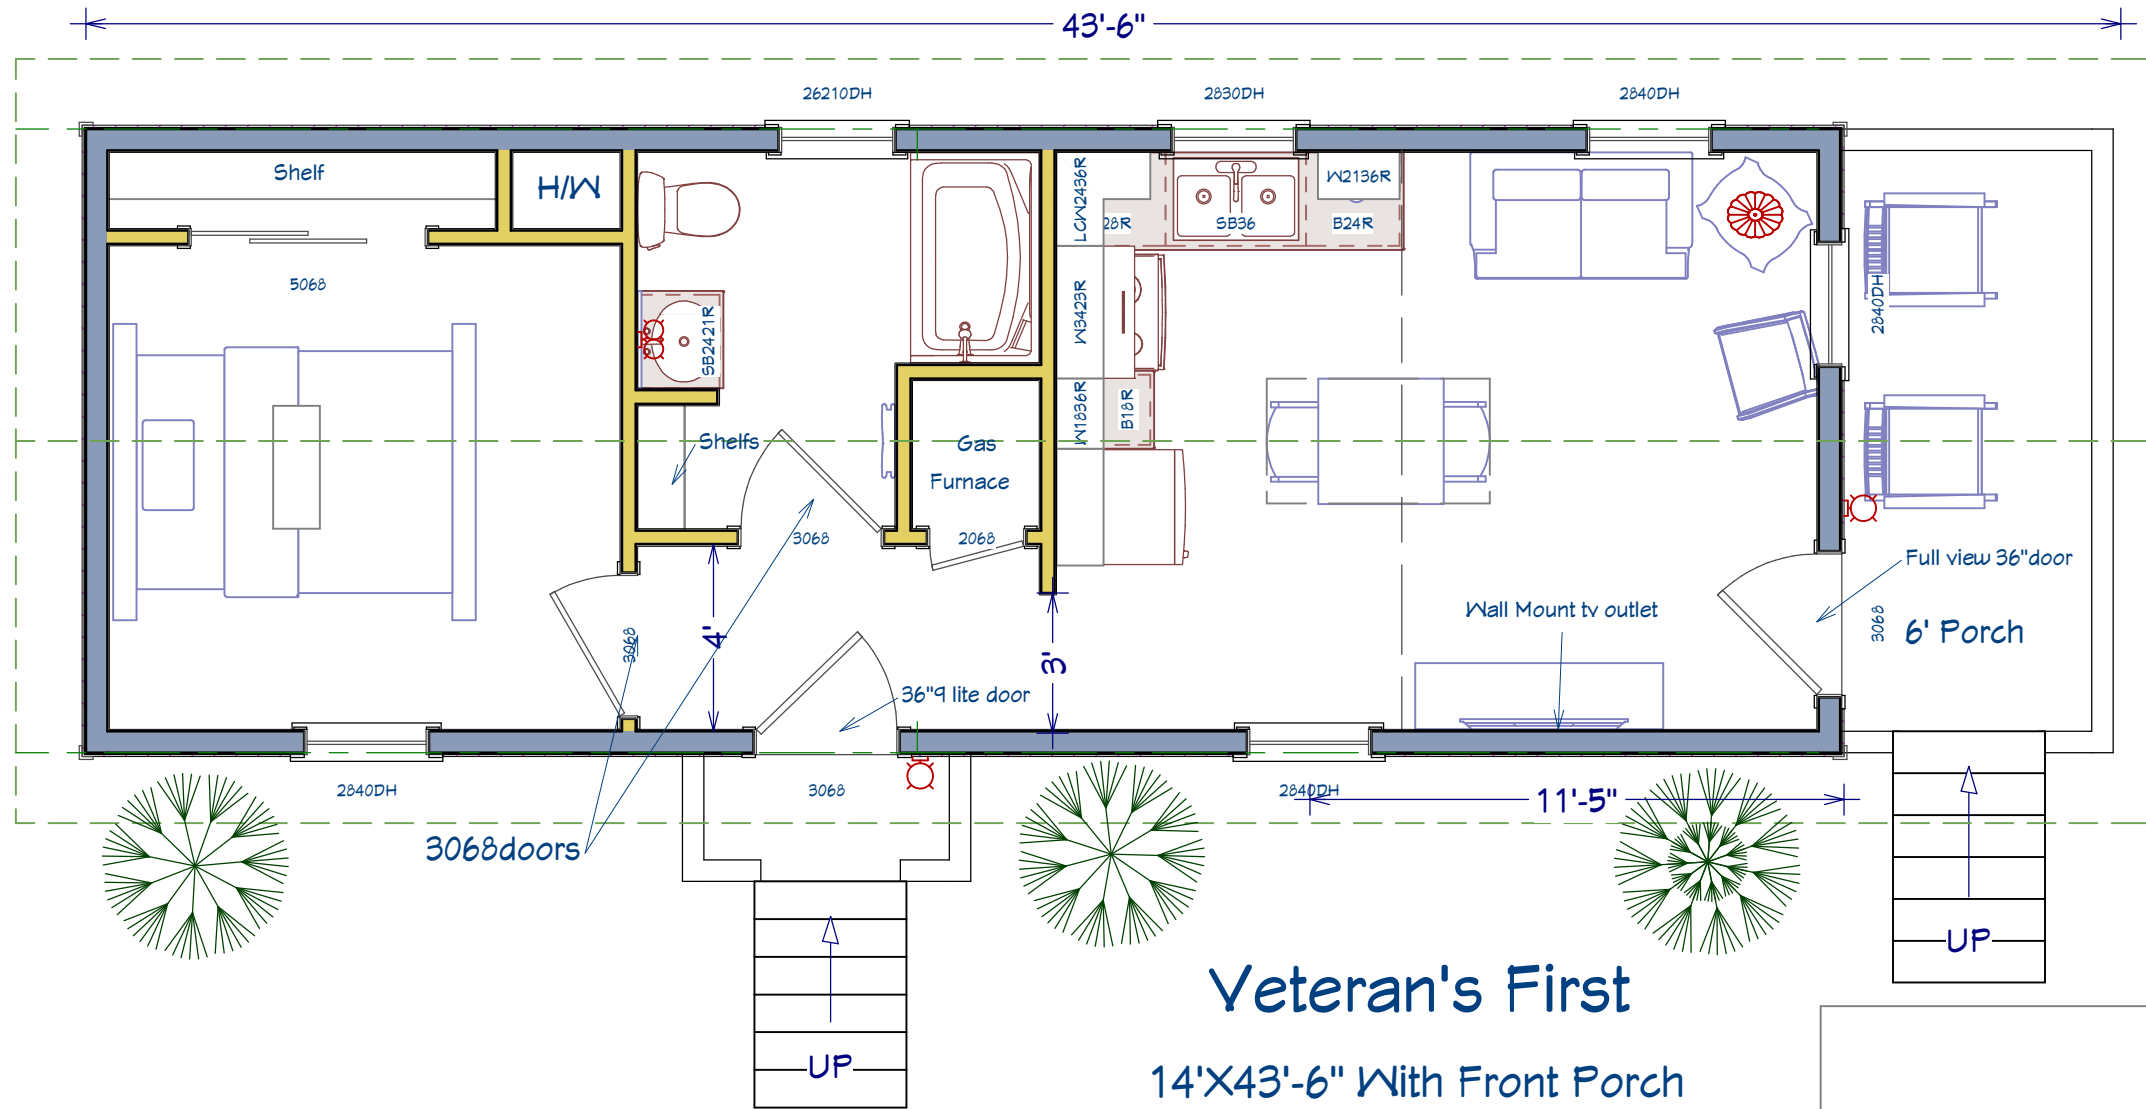 43'-6"
26210DH
2830DH
2840DH
Shelf
W/H
LCW2436R
28R
SB36
W2136R
B24R
5068
SB2421R
W3423R
2840DH
W1836R
B18R
Shelfs
Gas
Furnace
3068
2068
Full view 36"door
3068
4'
3'
Wall Mount tv outlet
3068
6' Porch
36"9 lite door
2840DH
3068
2840DH
11'-5"
3068doors
UP
UP
Veteran's First
14'X43'-6" With Front Porch